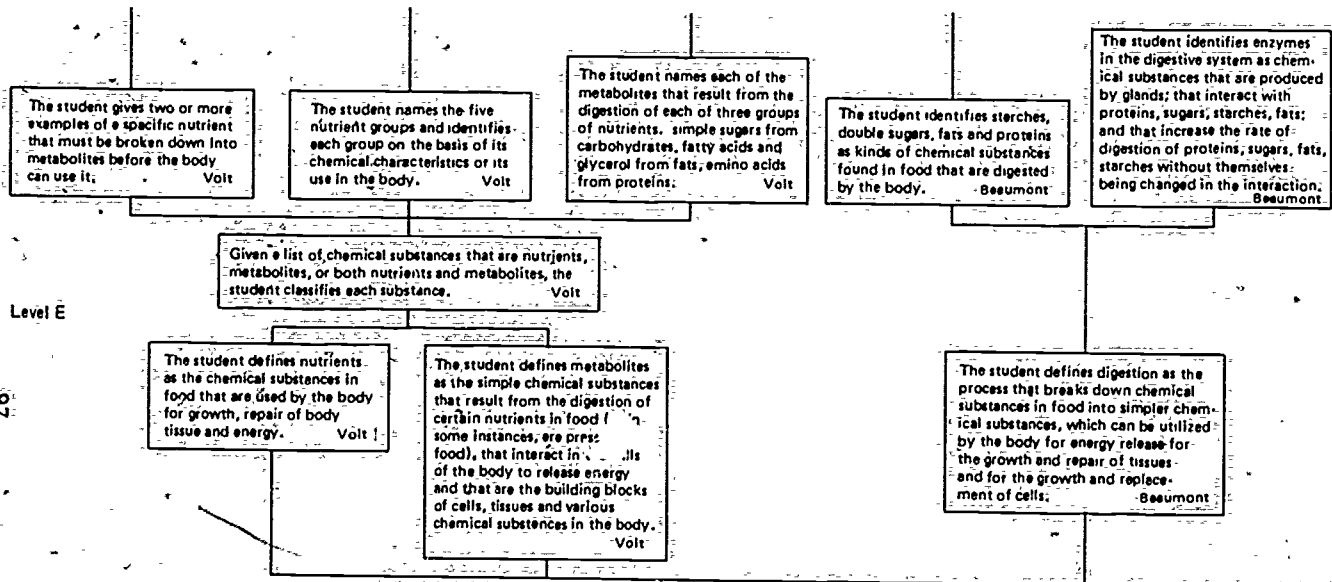 The student gives two or more
examples of e spacific nutrient
that must be broken down into
metabolites before the body
can use it. Volt
The student names the five
nutrient groups and identifies
each group on the basis of its
chemical characteristics or its
use in the body. Volt
The student names each of the
metabolites that result from the
digestion of each of three groups
of nutrients. simple sugars from
carbohydrates, fatty acids and
glycerol from fats, emino acids
from proteins. Volt
The student identifies sterches,
double sugars, fats and proteins
as kinds of chemical substances
found in food that are digested
by the body. Beaumont
The student identifies enzymes
in the digestive system as chem-
ical substances that are produced
by glands; that interact with
proteins, sugars, starches, fats;
and that increase the rate of
digestion of proteins, sugars, fats,
starches without themselves
being changed in the interaction.
Beaumont
Given e list of chemical substances that are nutrients,
metabolites, or both nutrients and metabolites, the
student classifies each substance. Volt
Level E
The student defines nutrients
as the chemical substances in
food that are used by the body
for growth, repair of body
tissue and energy. Volt
The student defines metabolites
as the simple chemical substances
that result from the digestion of
certain nutrients in food (
some instances, ere
food), that interact in
of the body to release energy
and that are the building blocks
of cells, tissues and various
chemical substences in the body.
Volt
The student defines digestion as the
process that breaks down chemical
substances in food into simpler chem-
ical substances, which can be utilized
by the body for energy release for
the growth and repair of tissues
and for the growth and replace-
ment of cells. Beaumont